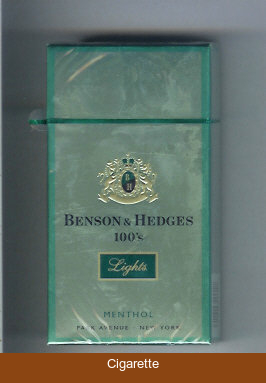 B
H
BENSON & HEDGES
100's
Lights
MENTHOL
PARK AVENUE · NEW YORK
Cigarette